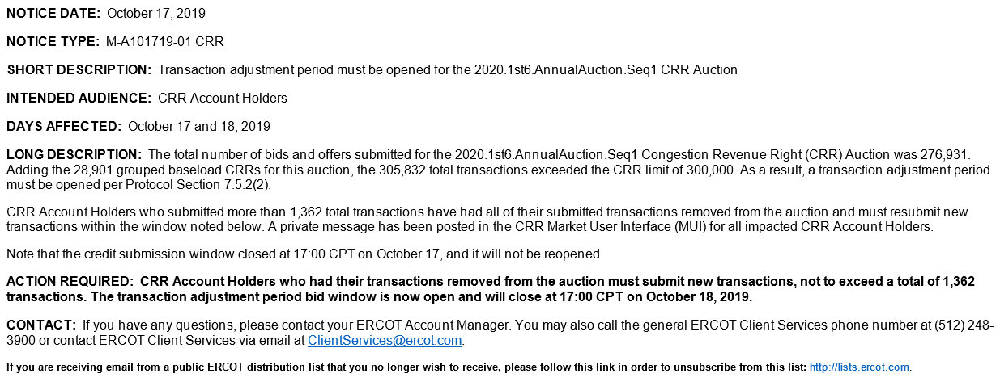 NOTICE DATE: October 17, 2019
NOTICE TYPE: M-A101719-01 CRR
SHORT DESCRIPTION: Transaction adjustment period must be opened for the 2020.1st6.AnnualAuction.Seq1 CRR Auction
INTENDED AUDIENCE: CRR Account Holders
DAYS AFFECTED: October 17 and 18, 2019
LONG DESCRIPTION: The total number of bids and offers submitted for the 2020.1st6.AnnualAuction.Seq1 Congestion Revenue Right (CRR) Auction was 276,931.
Adding the 28,901 grouped baseload CRRs for this auction, the 305,832 total transactions exceeded the CRR limit of 300,000. As a result, a transaction adjustment period
must be opened per Protocol Section 7.5.2(2).
CRR Account Holders who submitted more than 1,362 total transactions have had all of their submitted transactions removed from the auction and must resubmit new
transactions within the window noted below. A private message has been posted in the CRR Market User Interface (MUI) for all impacted CRR Account Holders.
Note that the credit submission window closed at 17:00 CPT on October 17, and it will not be reopened.
ACTION REQUIRED: CRR Account Holders who had their transactions removed from the auction must submit new transactions, not to exceed a total of 1,362
transactions. The transaction adjustment period bid window is now open and will close at 17:00 CPT on October 18, 2019.
CONTACT: If you have any questions, please contact your ERCOT Account Manager. You may also call the general ERCOT Client Services phone number at (512) 248-
3900 or contact ERCOT Client Services via email at ClientServices@ercot.com.
If you are receiving email from a public ERCOT distribution list that you no longer wish to receive, please follow this link in order to unsubscribe from this list: http://lists.ercot.com.